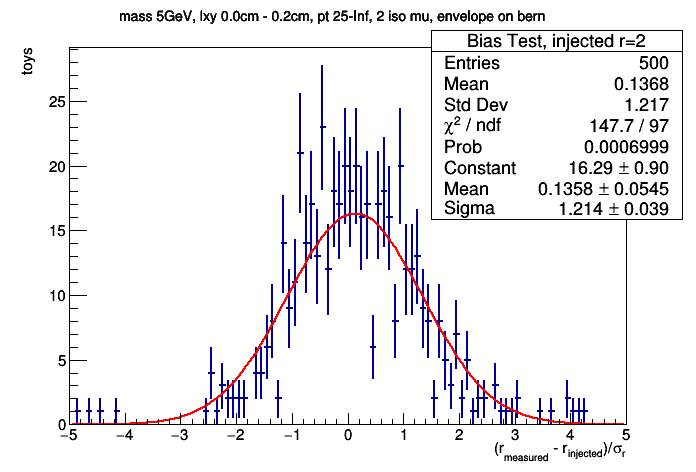 mass 5GeV, lxy 0.0cm - 0.2cm, pt 25-Inf, 2 iso mu, envelope on bern
Bias Test, injected r=2
Entries 500
Mean 0.1368
Std Dev 1.217
χ² / ndf 147.7 / 97
Prob 0.0006999
Constant 16.29 ± 0.90
Mean 0.1358 ± 0.0545
Sigma 1.214 ± 0.039
toys
25
20
15
10
5
0
−5 −4 −3 −2 −1 0 1 2 3 4 5
(r_measured - r_injected)/σ_r